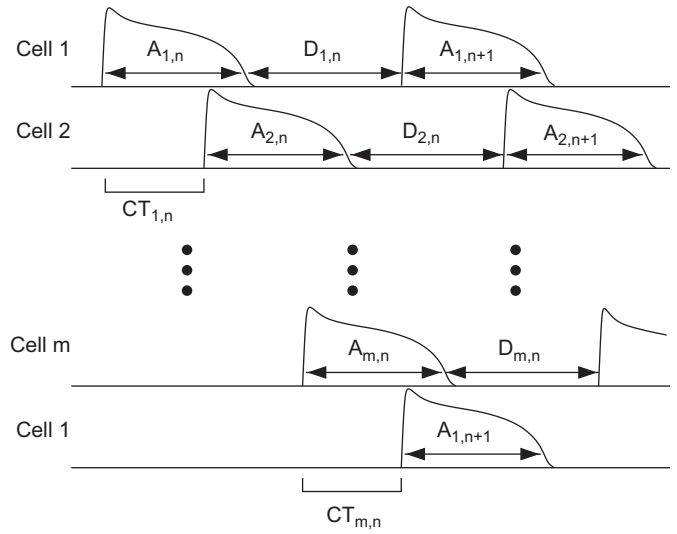 Cell 1 A1,n D1,n A1,n+1
Cell 2 A2,n D2,n A2,n+1
CT1,n
Cell m Am,n Dm,n
Cell 1 A1,n+1
CTm,n